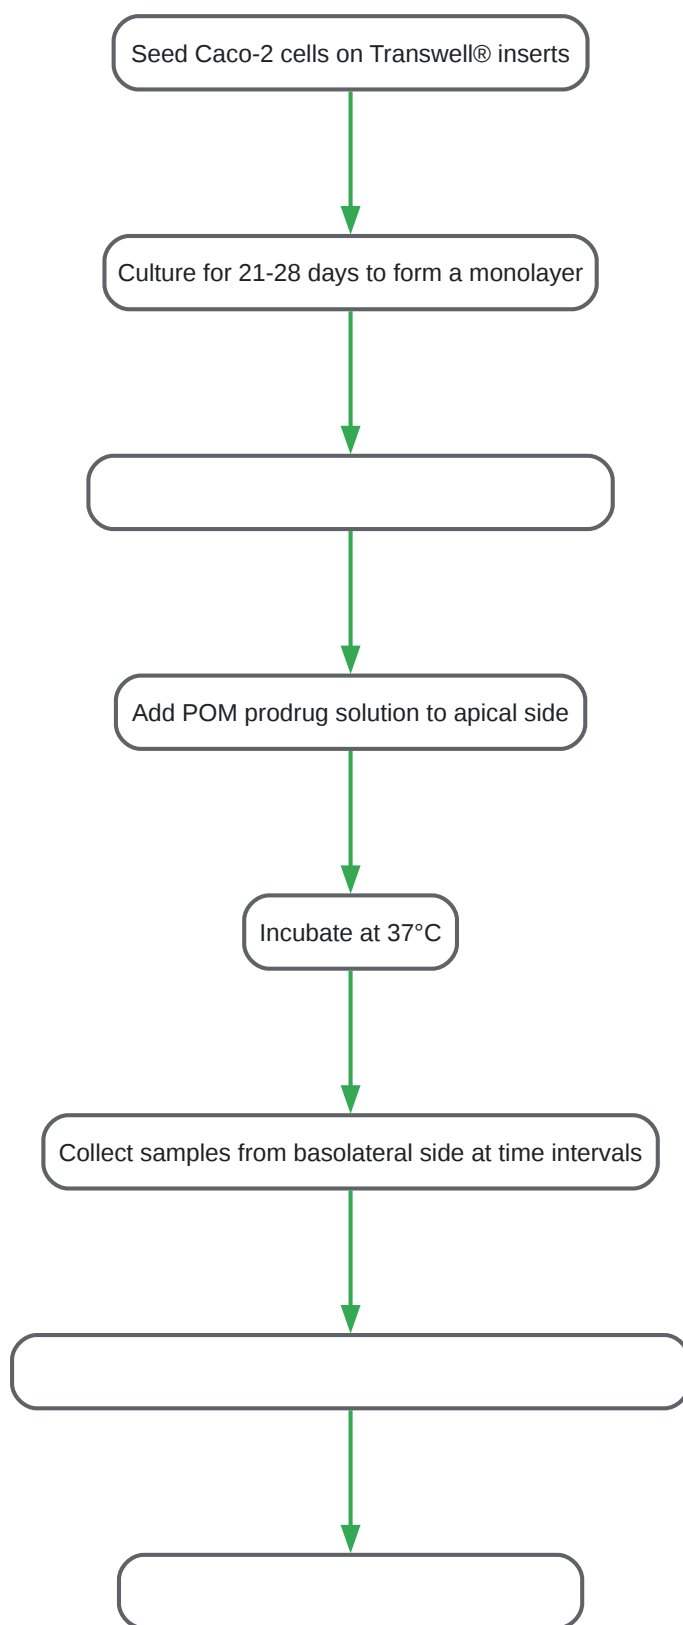 Seed Caco-2 cells on Transwell® inserts
Culture for 21-28 days to form a monolayer
Add POM prodrug solution to apical side
Incubate at 37°C
Collect samples from basolateral side at time intervals